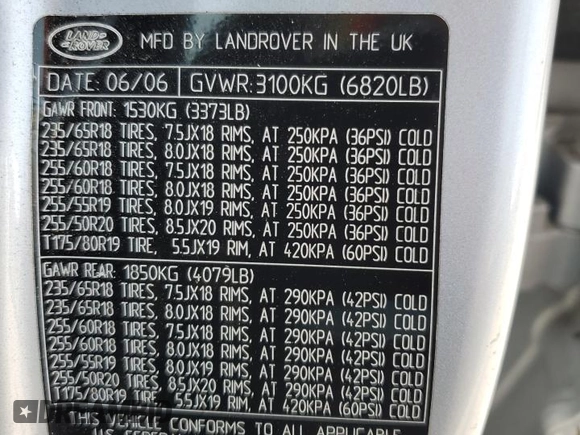 LAND-
-ROVER
MFD BY LANDROVER IN THE UK
DATE: 06/06
GVWR:3100KG (6820LB)
GAWR FRONT: 1530KG (3373LB)
235/65R18 TIRES, 7.5JX18 RIMS, AT 250KPA (36PSI) COLD
235/65R18 TIRES, 8.0JX18 RIMS, AT 250KPA (36PSI) COLD
255/60R18 TIRES, 7.5JX18 RIMS, AT 250KPA (36PSI) COLD
255/60R18 TIRES, 8.0JX18 RIMS, AT 250KPA (36PSI) COLD
255/55R19 TIRES, 8.0JX19 RIMS, AT 250KPA (36PSI) COLD
255/50R20 TIRES, 8.5JX20 RIMS, AT 250KPA (36PSI) COLD
T175/80R19 TIRE, 5.5JX19 RIM, AT 420KPA (60PSI) COLD
GAWR REAR: 1850KG (4079LB)
235/65R18 TIRES, 7.5JX18 RIMS, AT 290KPA (42PSI) COLD
235/65R18 TIRES, 8.0JX18 RIMS, AT 290KPA (42PSI) COLD
255/60R18 TIRES, 7.5JX18 RIMS, AT 290KPA (42PSI) COLD
255/60R18 TIRES, 8.0JX18 RIMS, AT 290KPA (42PSI) COLD
255/55R19 TIRES, 8.0JX19 RIMS, AT 290KPA (42PSI) COLD
255/50R20 TIRES, 8.5JX20 RIMS, AT 290KPA (42PSI) COLD
T175/80R19 TIRE, 5.5JX19 RIM, AT 420KPA (60PSI) COLD
THIS VEHICLE CONFORMS TO ALL APPLICABLE